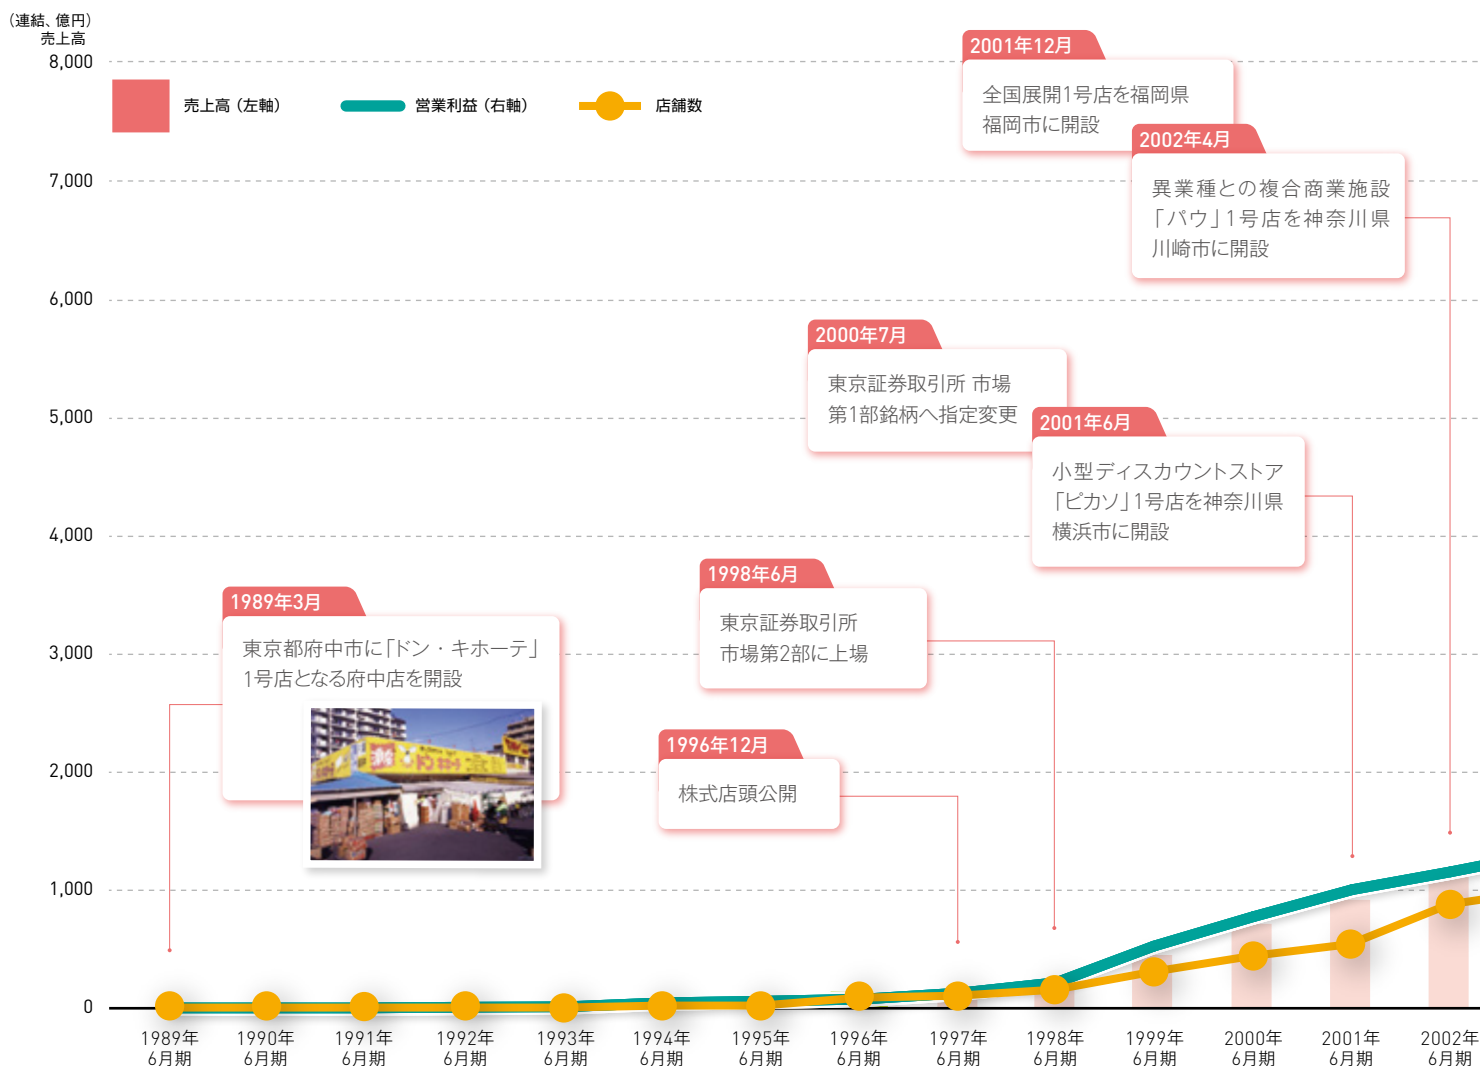 （連結、億円）
売上高
8,000
7,000
6,000
5,000
4,000
3,000
2,000
1,000
0
売上高（左軸）
営業利益（右軸）
店舗数
1989年3月
東京都府中市に「ドン・キホーテ」
1号店となる府中店を開設
ドン
1996年12月
株式店頭公開
1998年6月
東京証券取引所
市場第2部に上場
2000年7月
東京証券取引所 市場
第1部銘柄へ指定変更
2001年6月
小型ディスカウントストア
「ピカソ」1号店を神奈川県
横浜市に開設
2001年12月
全国展開1号店を福岡県
福岡市に開設
2002年4月
異業種との複合商業施設
「パウ」1号店を神奈川県
川崎市に開設
1989年
6月期
1990年
6月期
1991年
6月期
1992年
6月期
1993年
6月期
1994年
6月期
1995年
6月期
1996年
6月期
1997年
6月期
1998年
6月期
1999年
6月期
2000年
6月期
2001年
6月期
2002年
6月期